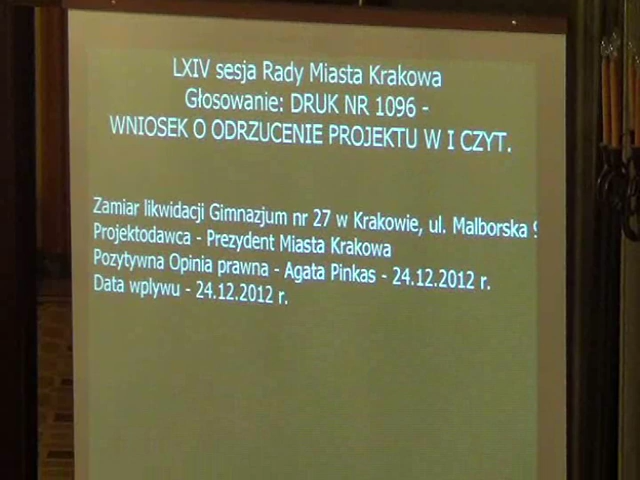 LXIV sesja Rady Miasta Krakowa
Głosowanie: DRUK NR 1096 -
WNIOSEK O ODRZUCENIE PROJEKTU W I CZYT.
Zamiar likwidacji Gimnazjum nr 27 w Krakowie, ul. Malborska 9
Projektodawca - Prezydent Miasta Krakowa
Pozytywna Opinia prawna - Agata Pinkas - 24.12.2012 r.
Data wpływu - 24.12.2012 r.